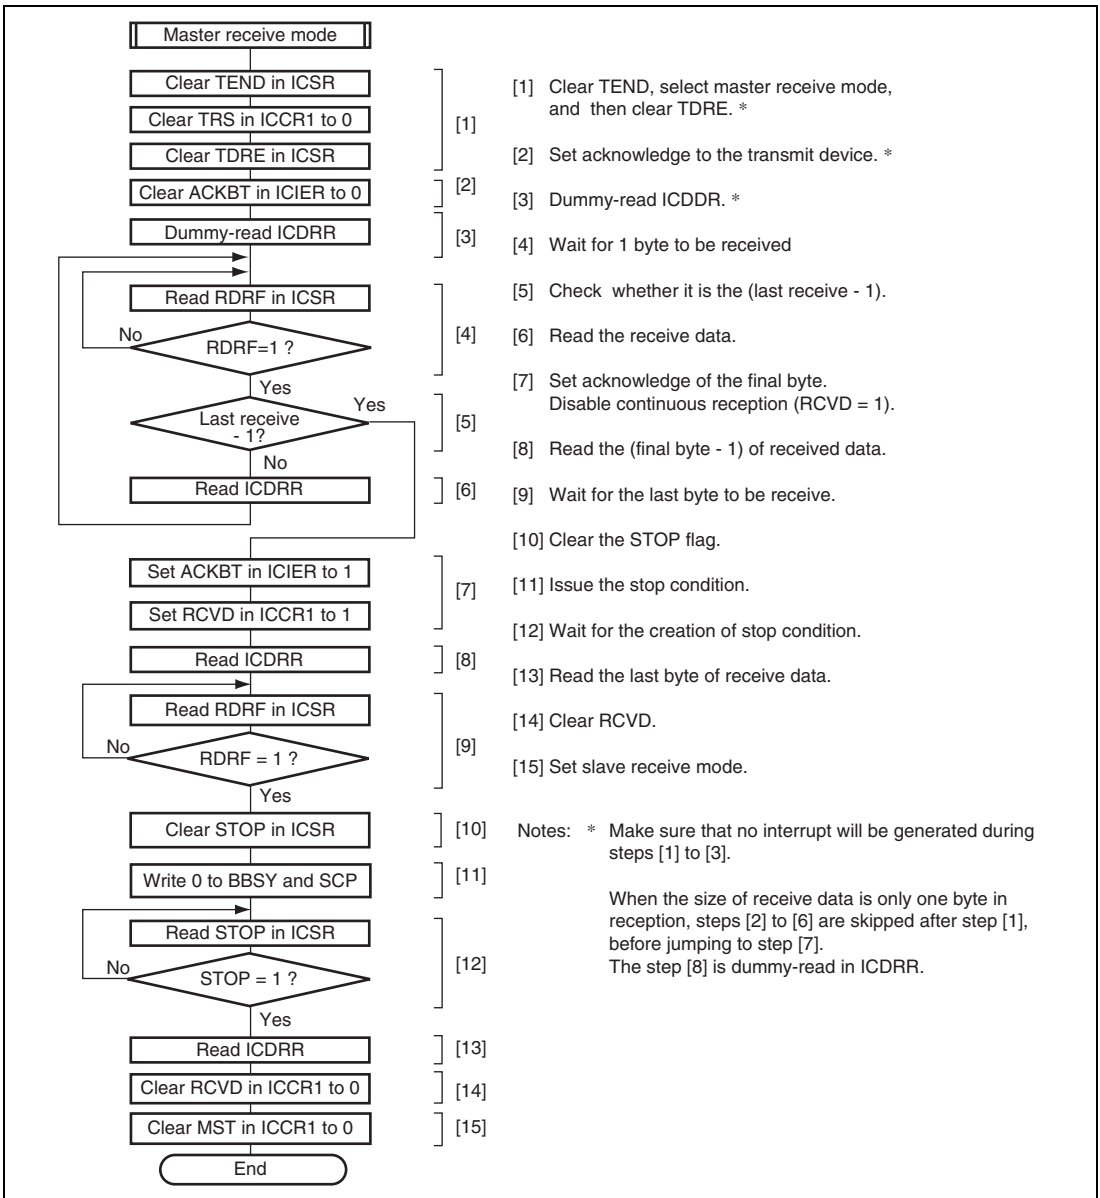 Master receive mode
Clear TEND in ICSR
Clear TRS in ICCR1 to 0
Clear TDRE in ICSR
[1]
Clear ACKBT in ICIER to 0
[2]
Dummy-read ICDRR
[3]
Read RDRF in ICSR
No
RDRF=1 ?
[4]
Yes
Last receive
- 1?
Yes
[5]
No
Read ICDRR
[6]
Set ACKBT in ICIER to 1
Set RCVD in ICCR1 to 1
[7]
Read ICDRR
[8]
Read RDRF in ICSR
No
RDRF = 1 ?
[9]
Yes
Clear STOP in ICSR
[10]
Write 0 to BBSY and SCP
[11]
Read STOP in ICSR
No
STOP = 1 ?
[12]
Yes
Read ICDRR
[13]
Clear RCVD in ICCR1 to 0
[14]
Clear MST in ICCR1 to 0
[15]
End
[1] Clear TEND, select master receive mode,
and then clear TDRE. *
[2] Set acknowledge to the transmit device. *
[3] Dummy-read ICDDR. *
[4] Wait for 1 byte to be received
[5] Check whether it is the (last receive - 1).
[6] Read the receive data.
[7] Set acknowledge of the final byte.
Disable continuous reception (RCVD = 1).
[8] Read the (final byte - 1) of received data.
[9] Wait for the last byte to be receive.
[10] Clear the STOP flag.
[11] Issue the stop condition.
[12] Wait for the creation of stop condition.
[13] Read the last byte of receive data.
[14] Clear RCVD.
[15] Set slave receive mode.
Notes: * Make sure that no interrupt will be generated during
steps [1] to [3].
When the size of receive data is only one byte in
reception, steps [2] to [6] are skipped after step [1],
before jumping to step [7].
The step [8] is dummy-read in ICDRR.